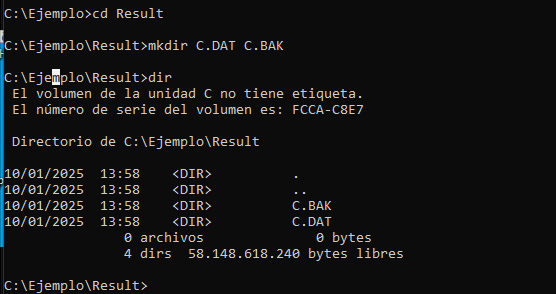 C:\Ejemplo>cd Result
C:\Ejemplo\Result>mkdir C.DAT C.BAK
C:\Ejemplo\Result>dir
El volumen de la unidad C no tiene etiqueta.
El número de serie del volumen es: FCCA-C8E7
Directorio de C:\Ejemplo\Result
10/01/2025  13:58    <DIR>          .
10/01/2025  13:58    <DIR>          ..
10/01/2025  13:58    <DIR>          C.BAK
10/01/2025  13:58    <DIR>          C.DAT
0 archivos              0 bytes
4 dirs  58.148.618.240 bytes libres
C:\Ejemplo\Result>